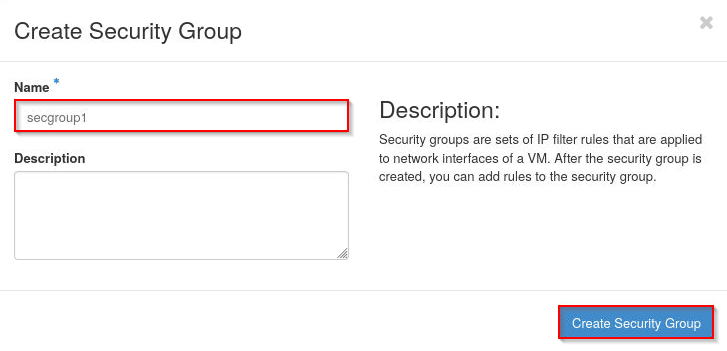 Create Security Group
Name *
secgroup1
Description
Description:
Security groups are sets of IP filter rules that are applied
to network interfaces of a VM. After the security group is
created, you can add rules to the security group.
Create Security Group